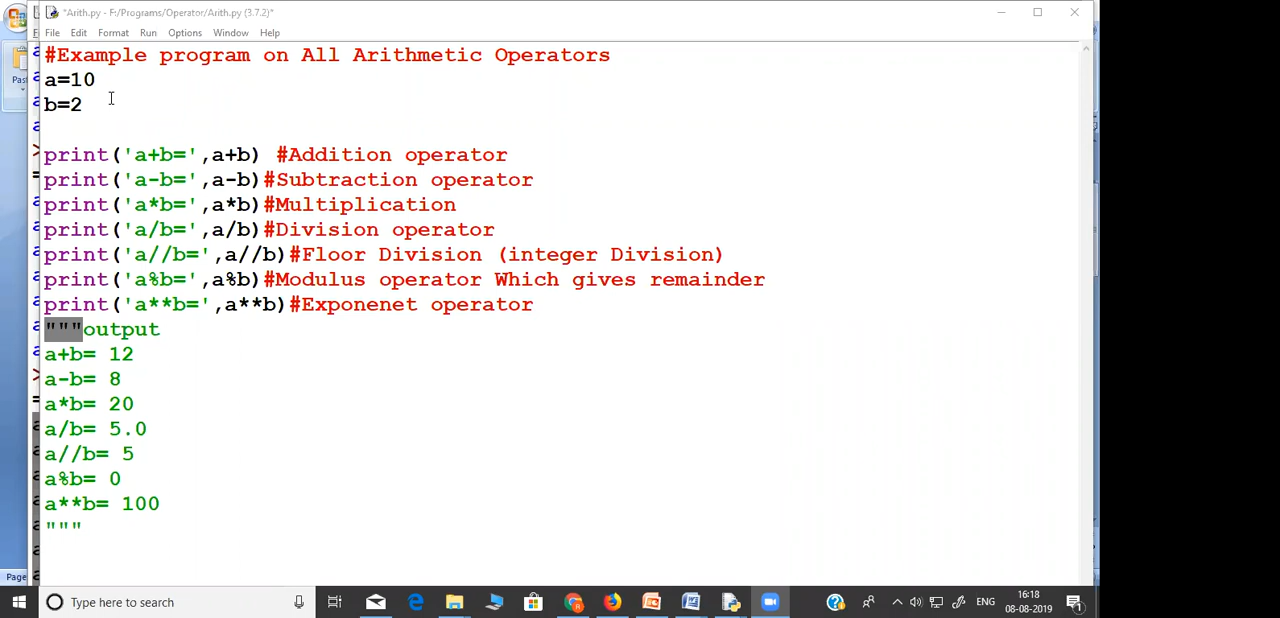 *Arith.py - F:/Programs/Operator/Arith.py (3.7.2)*
File Edit Format Run Options Window Help
#Example program on All Arithmetic Operators
a=10
b=2
print('a+b=',a+b) #Addition operator
print('a-b=',a-b)#Subtraction operator
print('a*b=',a*b)#Multiplication
print('a/b=',a/b)#Division operator
print('a//b=',a//b)#Floor Division (integer Division)
print('a%b=',a%b)#Modulus operator Which gives remainder
print('a**b=',a**b)#Exponenet operator
"""output
a+b= 12
a-b= 8
a*b= 20
a/b= 5.0
a//b= 5
a%b= 0
a**b= 100
"""
Page
Type here to search
ENG
16:18
08-08-2019